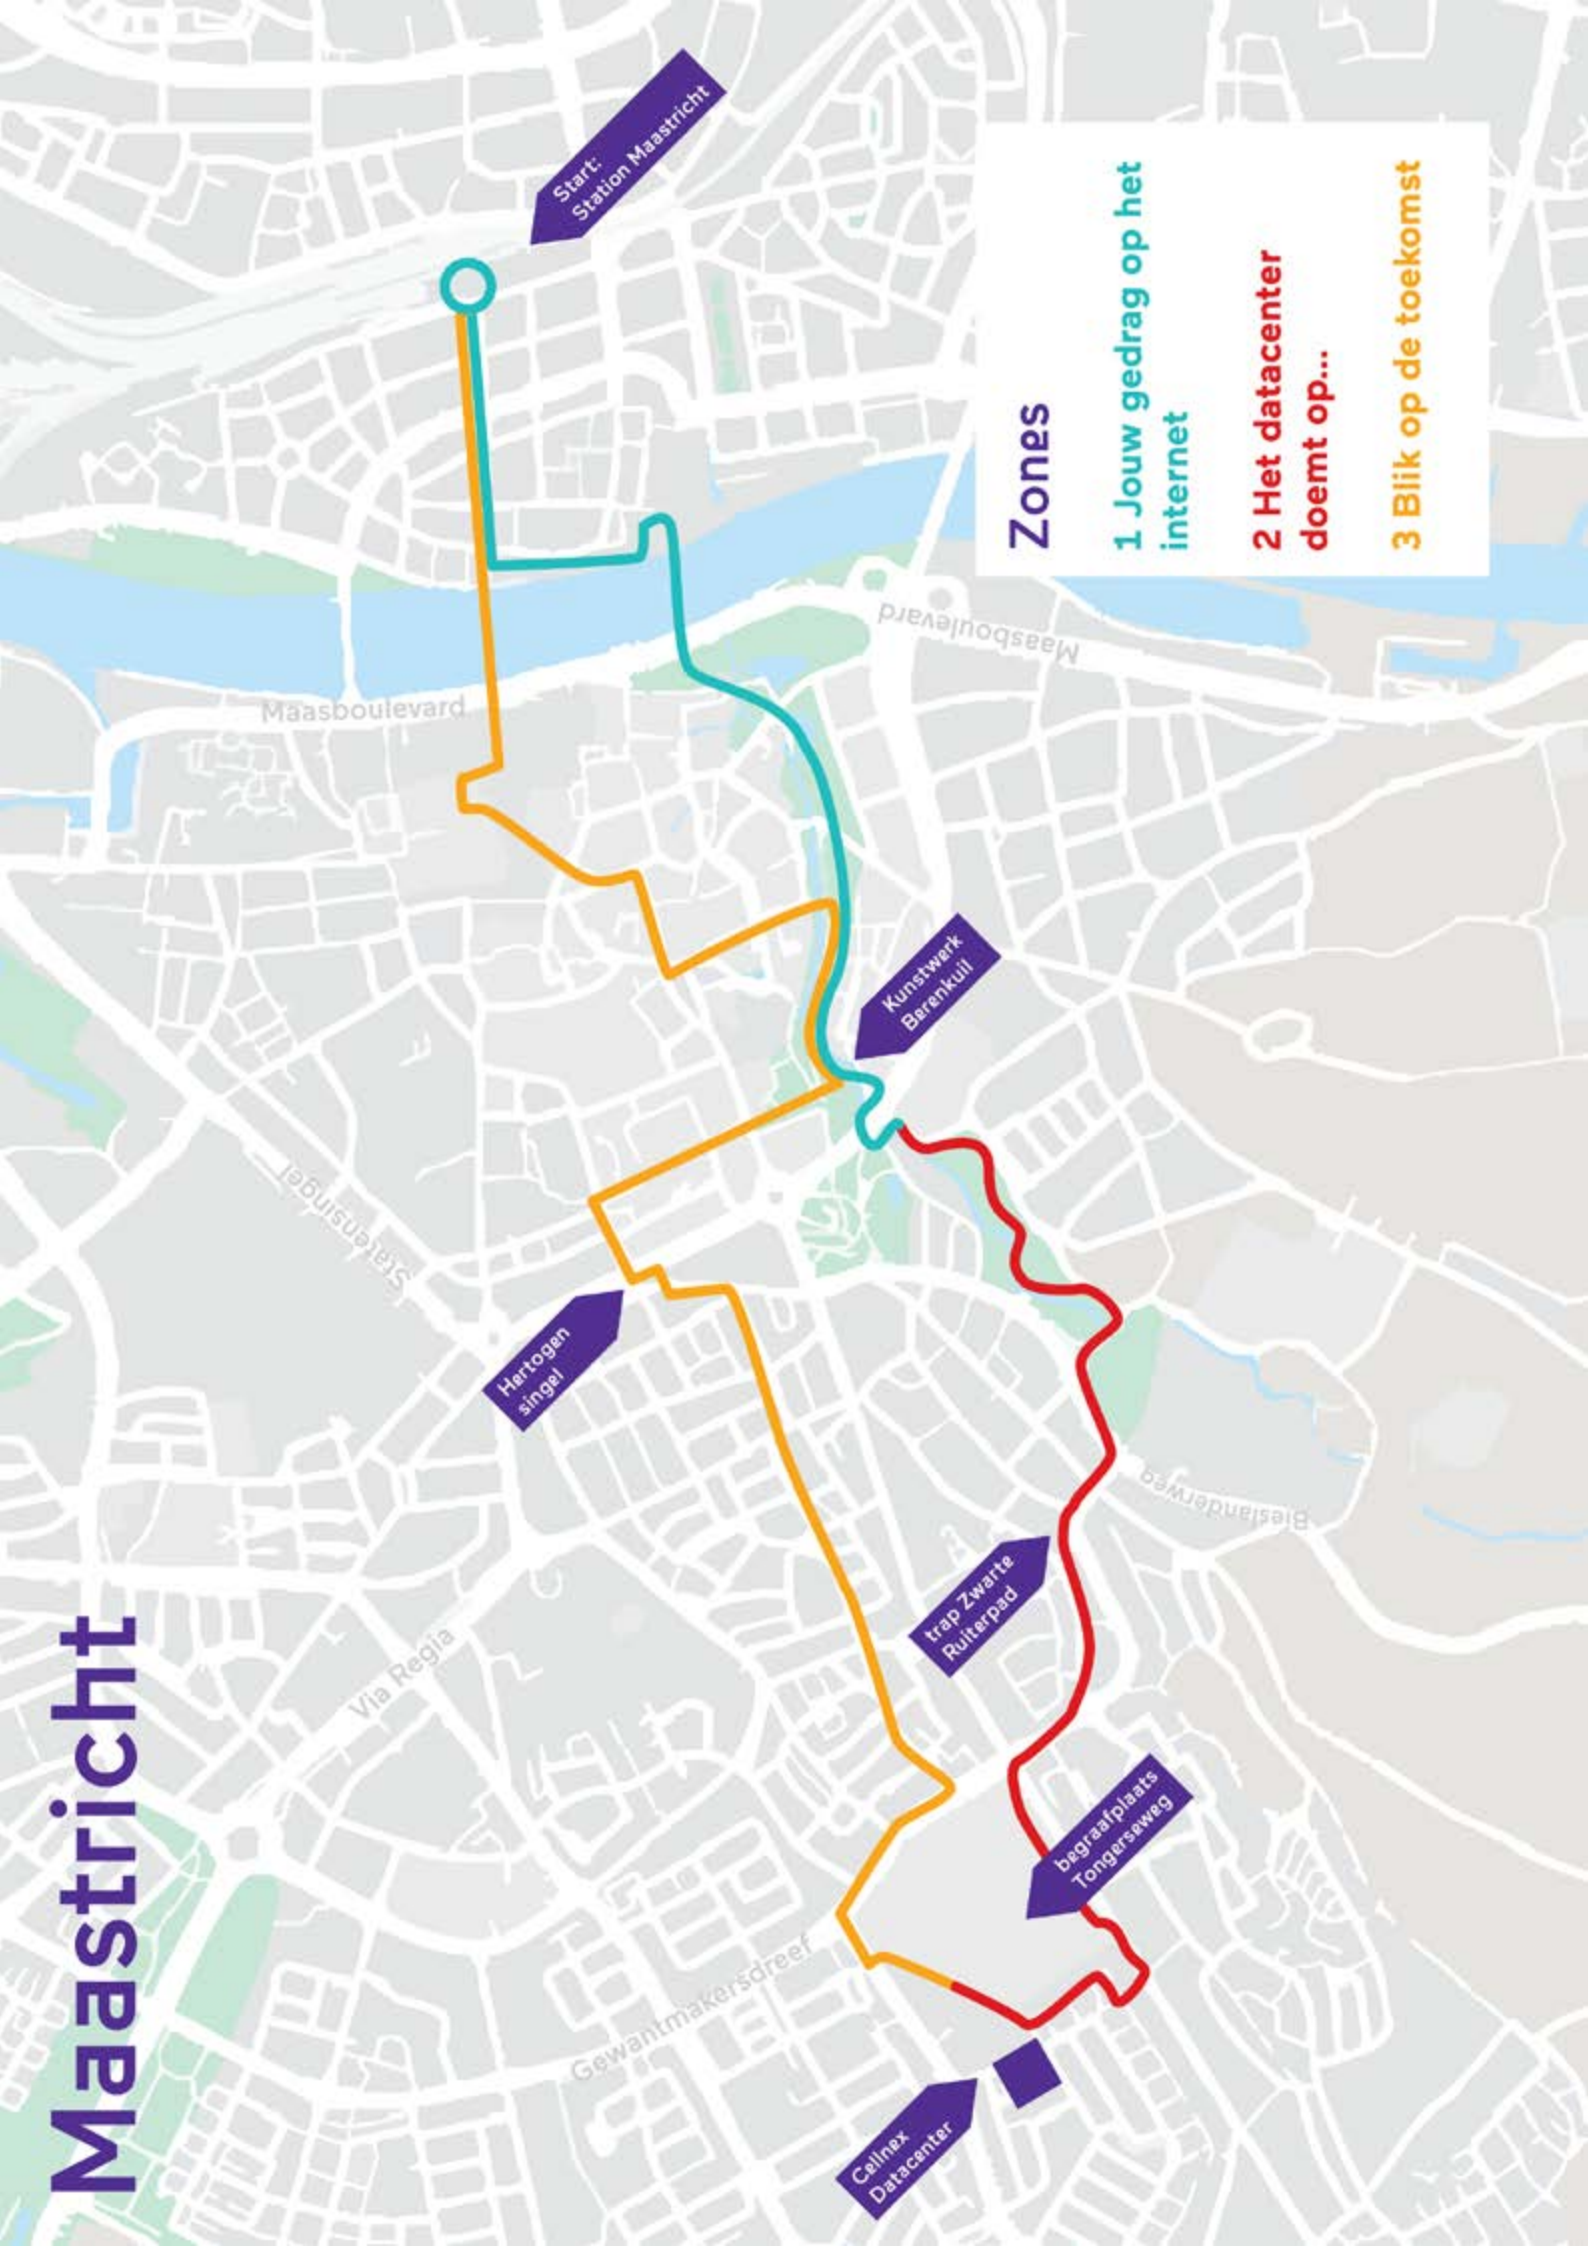 Maastricht
Start:
Station Maastricht
Maasboulevard
Maasboulevard
Kunstwerk
Berenkuil
Statensingel
Hertogen
singel
Bieslanderweg
trap Zwarte
Ruiterpad
Via Regia
begraafplaats
Tongerseweg
Gewantmakersdreef
Cellnex
Datacenter
Zones
1 Jouw gedrag op het
internet
2 Het datacenter
doemt op...
3 Blik op de toekomst